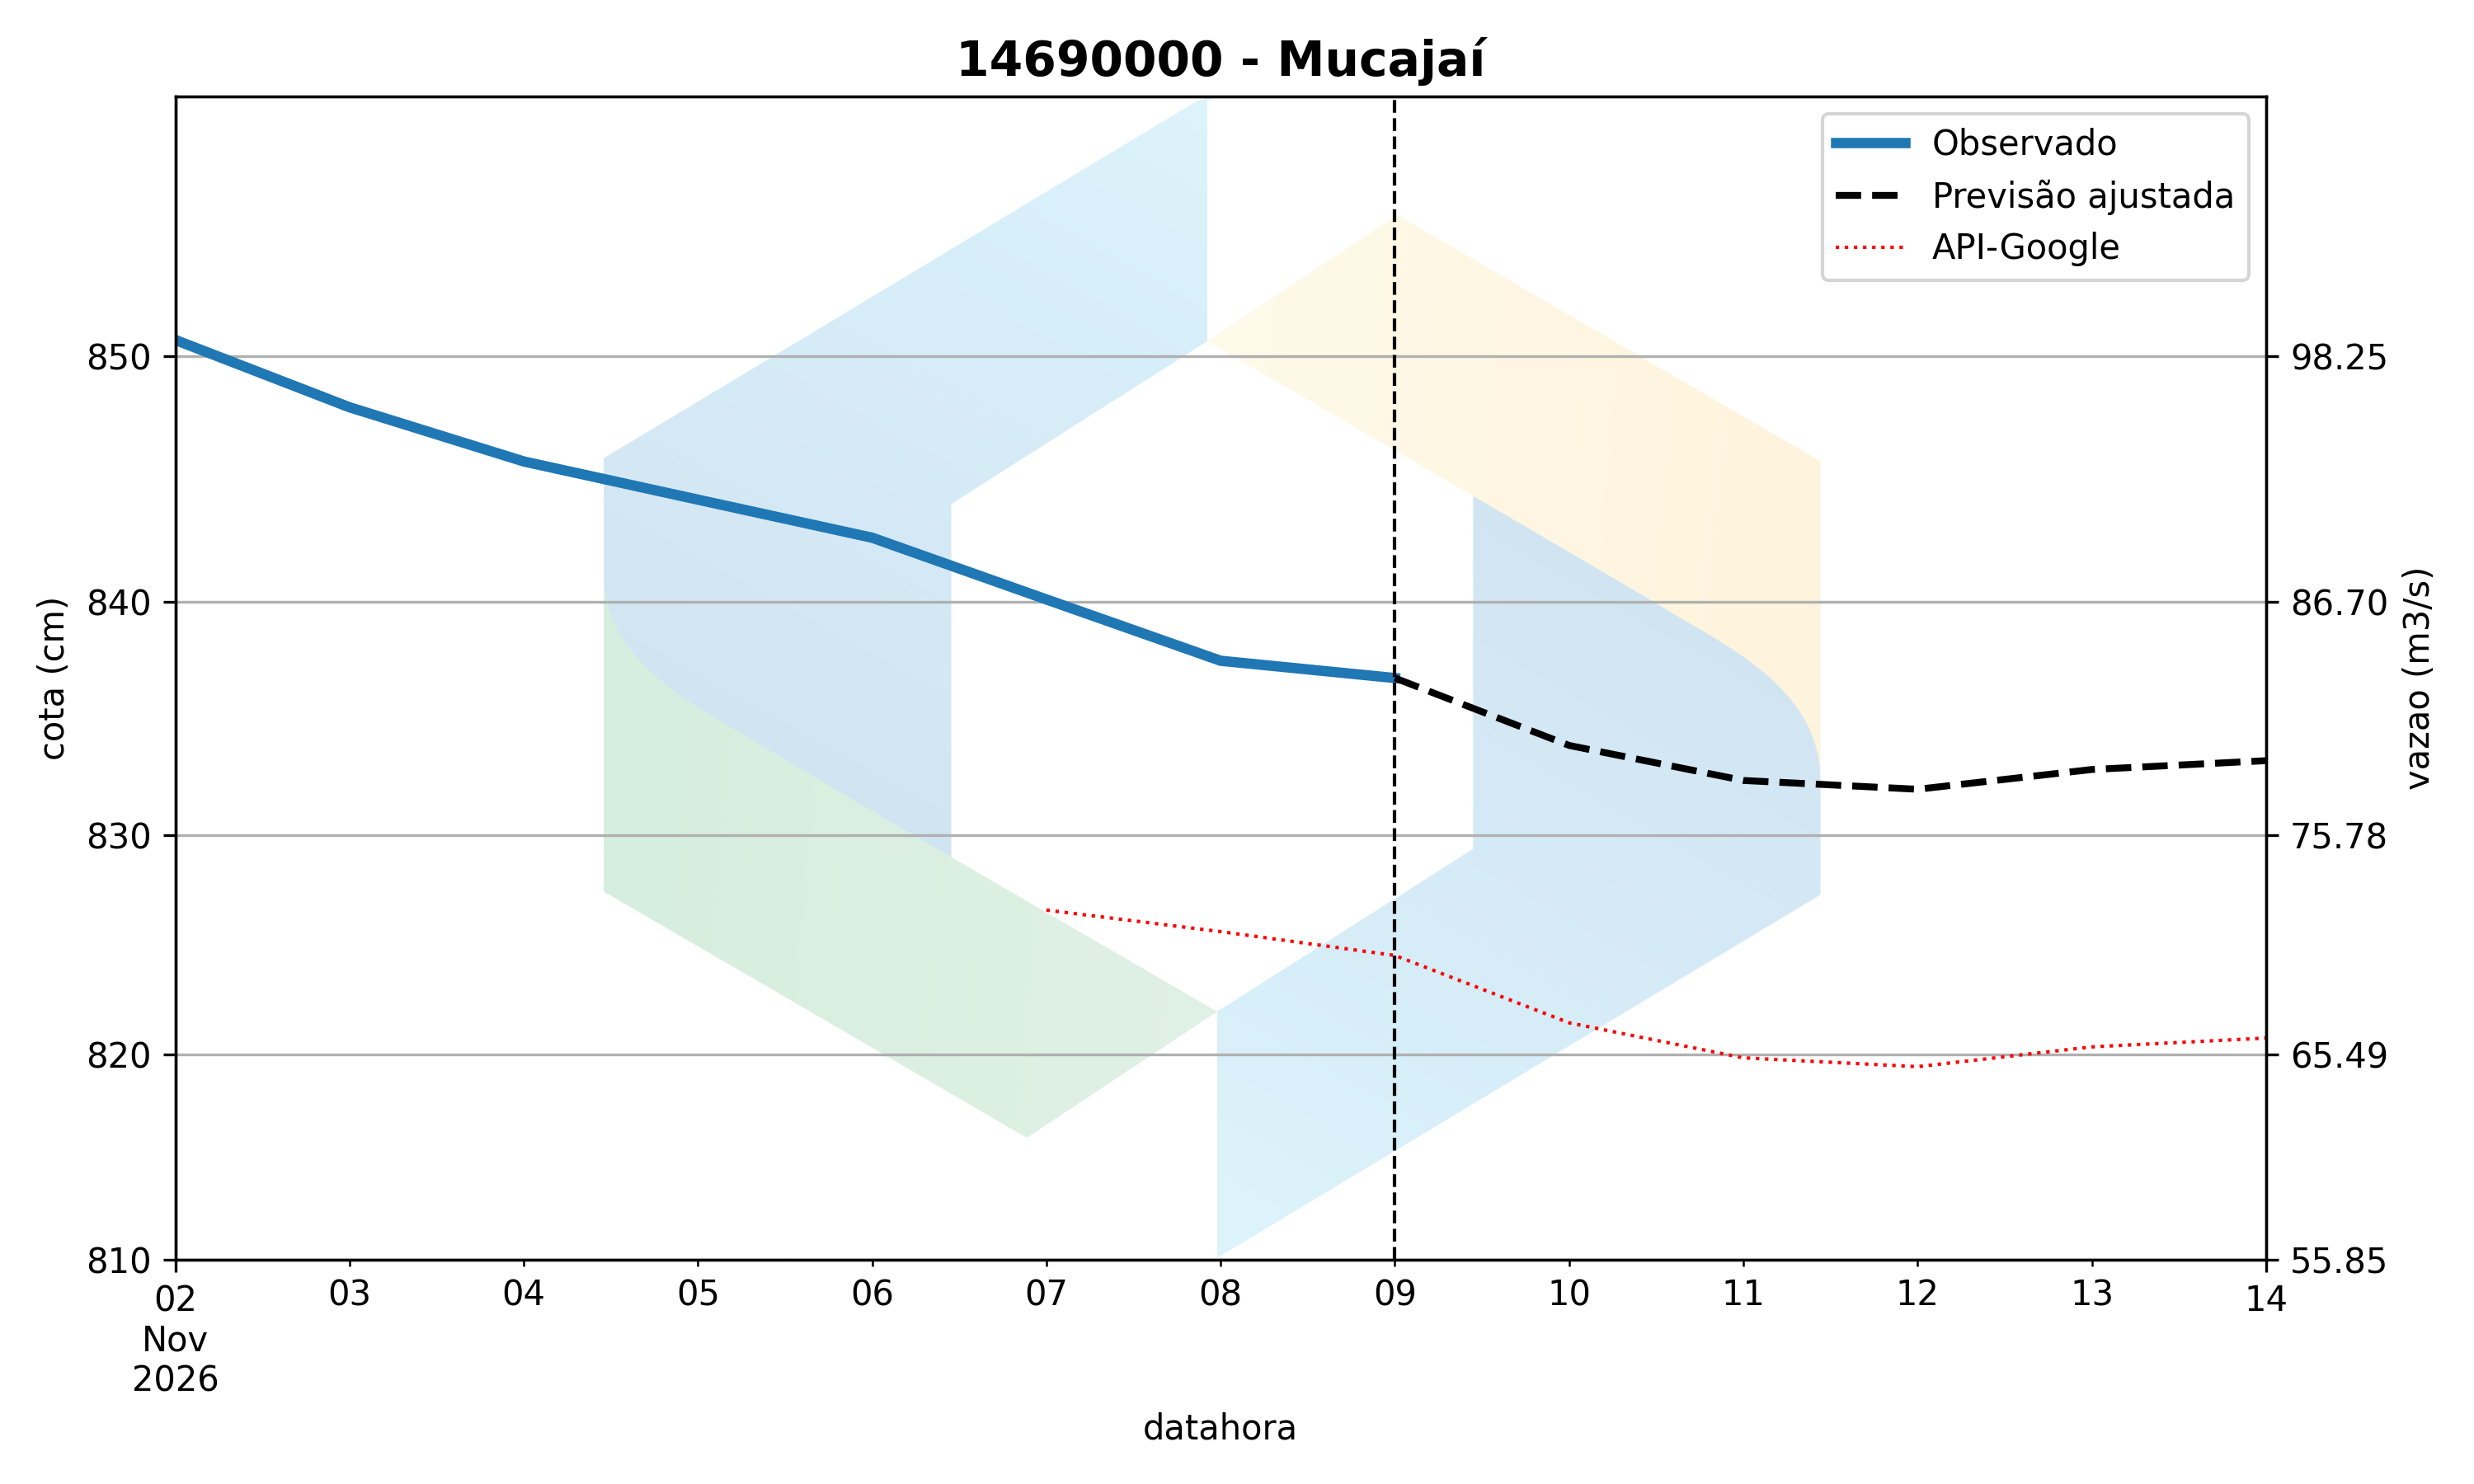 14690000 - Mucajaí
Observado
Previsão ajustada
API-Google
850
840
830
820
810
cota (cm)
98.25
86.70
75.78
65.49
55.85
vazao (m3/s)
02 03 04 05 06 07 08 09 10 11 12 13 14
Nov
2026
datahora